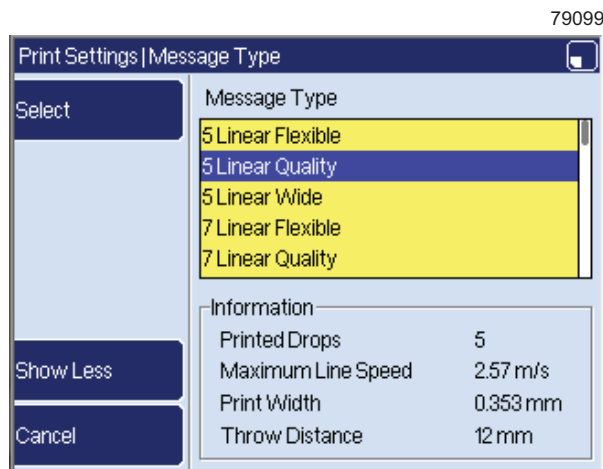 79099
Print Settings | Message Type
Select
Message Type
5 Linear Flexible
5 Linear Quality
5 Linear Wide
7 Linear Flexible
7 Linear Quality
Information
Printed Drops 5
Show Less
Maximum Line Speed 2.57 m/s
Print Width 0.353 mm
Cancel
Throw Distance 12 mm